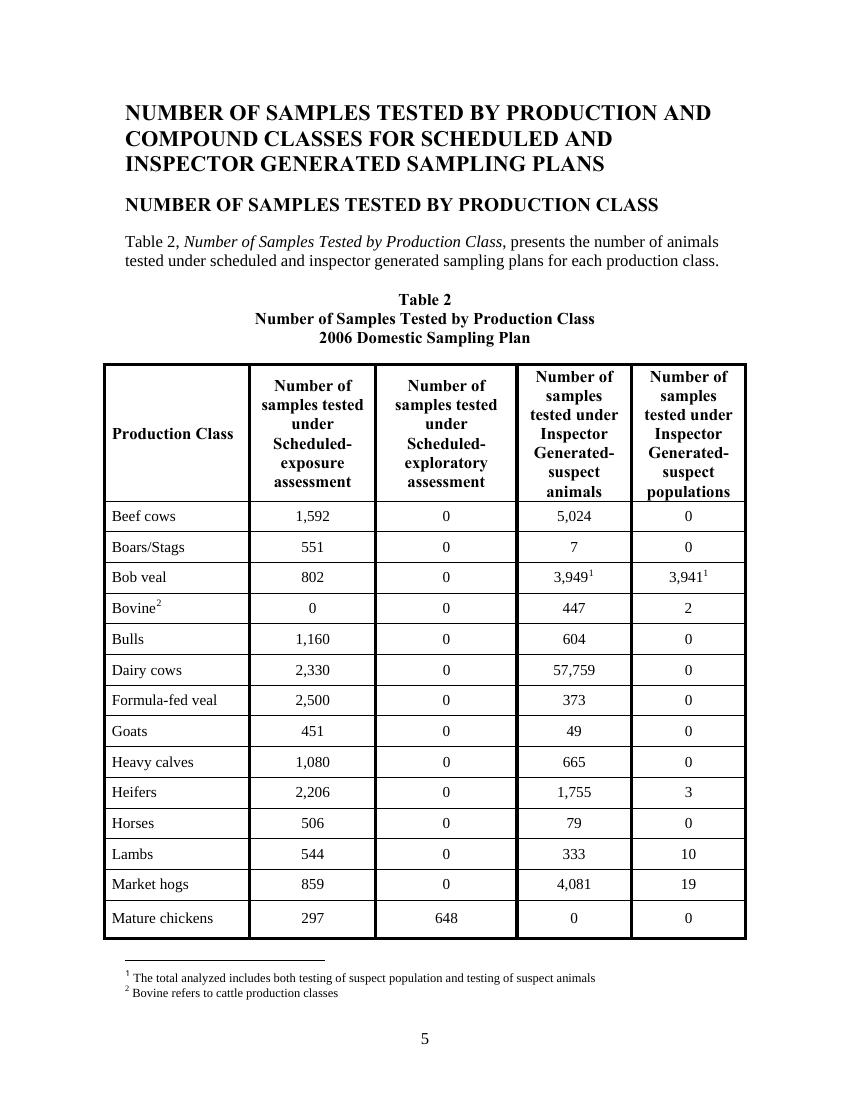 NUMBER OF SAMPLES TESTED BY PRODUCTION AND
COMPOUND CLASSES FOR SCHEDULED AND
INSPECTOR GENERATED SAMPLING PLANS
NUMBER OF SAMPLES TESTED BY PRODUCTION CLASS
Table 2, Number of Samples Tested by Production Class, presents the number of animals
tested under scheduled and inspector generated sampling plans for each production class.
Table 2
Number of Samples Tested by Production Class
2006 Domestic Sampling Plan
Production Class
Number of
samples tested
under
Scheduled-
exposure
assessment
Number of
samples tested
under
Scheduled-
exploratory
assessment
Number of
samples
tested under
Inspector
Generated-
suspect
animals
Number of
samples
tested under
Inspector
Generated-
suspect
populations
Beef cows 1,592 0 5,024 0
Boars/Stags 551 0 7 0
Bob veal 802 0 3,949¹ 3,941¹
Bovine² 0 0 447 2
Bulls 1,160 0 604 0
Dairy cows 2,330 0 57,759 0
Formula-fed veal 2,500 0 373 0
Goats 451 0 49 0
Heavy calves 1,080 0 665 0
Heifers 2,206 0 1,755 3
Horses 506 0 79 0
Lambs 544 0 333 10
Market hogs 859 0 4,081 19
Mature chickens 297 648 0 0
¹ The total analyzed includes both testing of suspect population and testing of suspect animals
² Bovine refers to cattle production classes
5